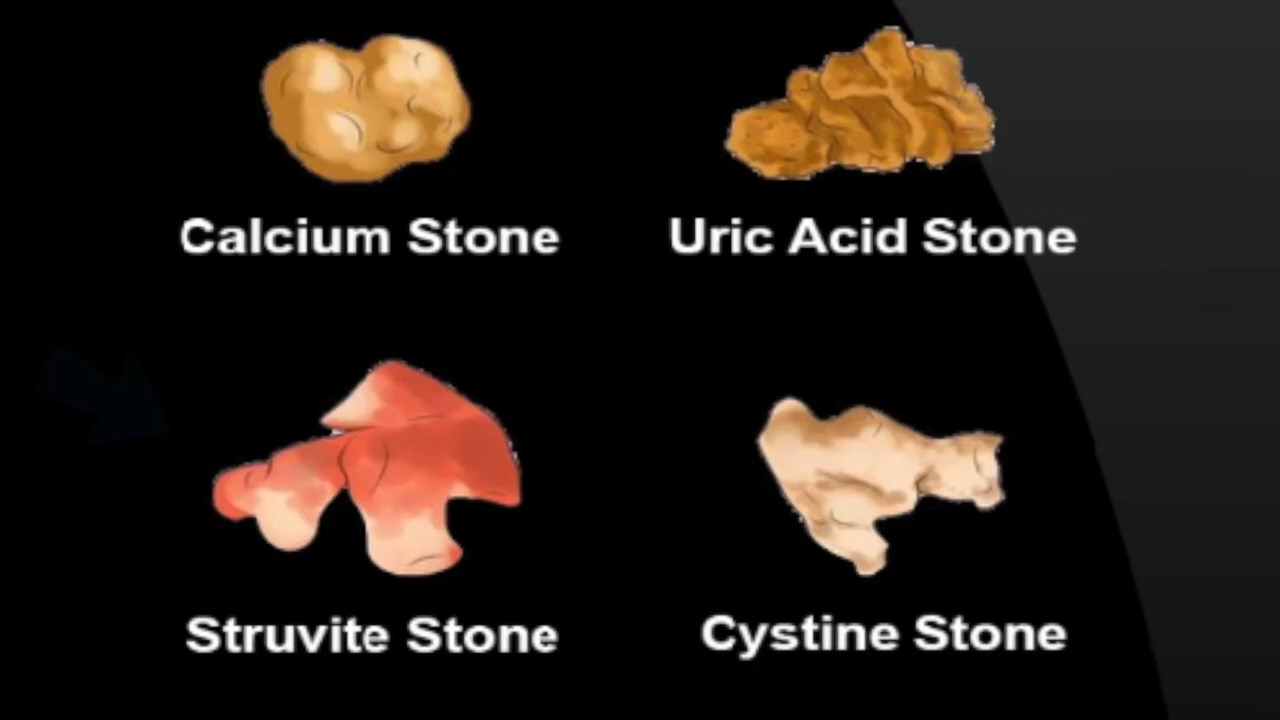 Calcium Stone
Uric Acid Stone
Struvite Stone
Cystine Stone